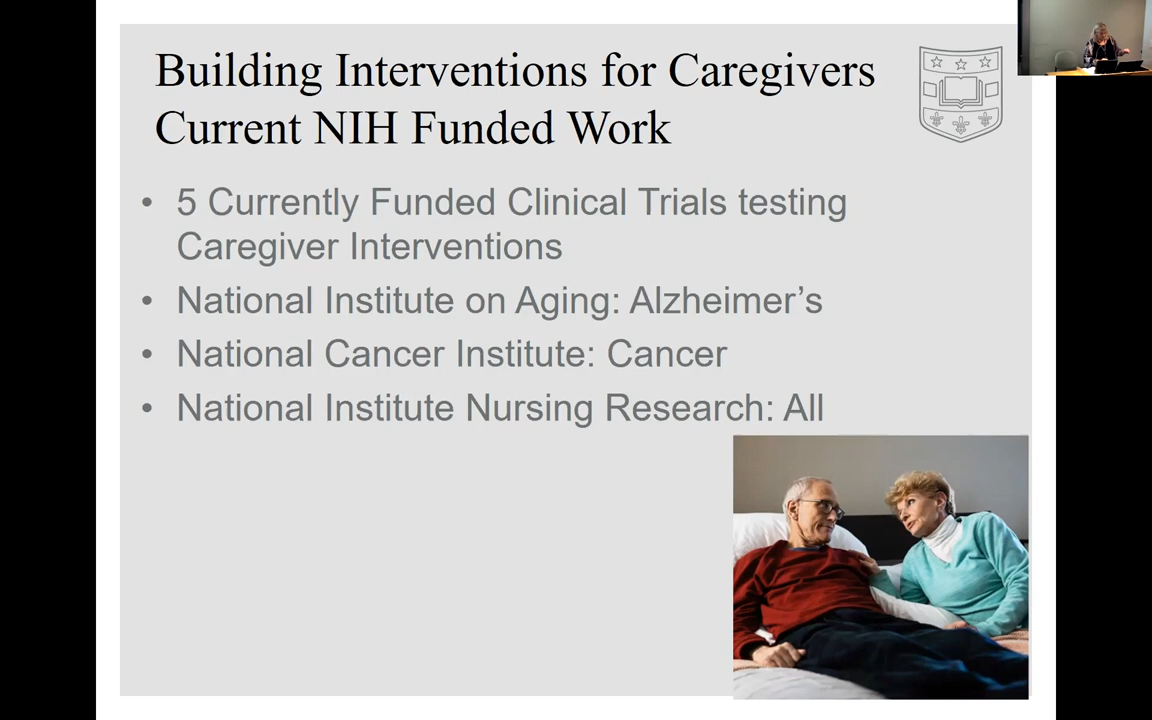 Building Interventions for Caregivers
Current NIH Funded Work
• 5 Currently Funded Clinical Trials testing
Caregiver Interventions
• National Institute on Aging: Alzheimer’s
• National Cancer Institute: Cancer
• National Institute Nursing Research: All